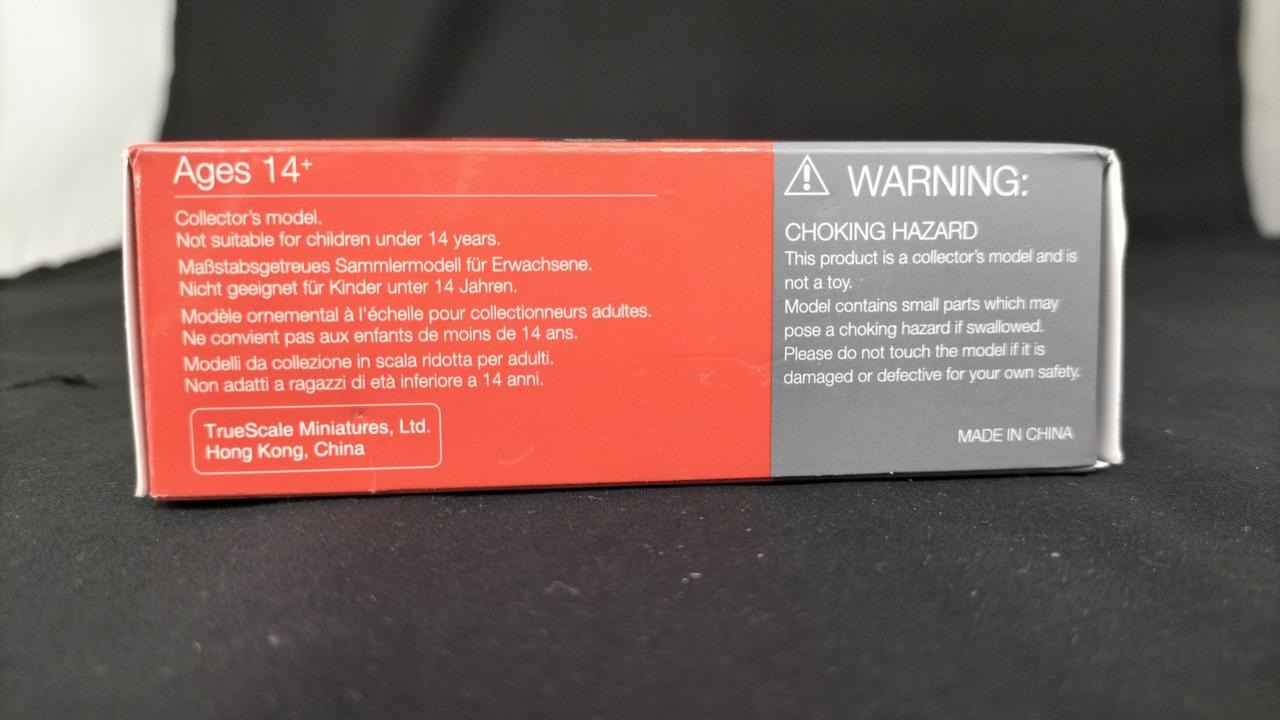 Ages 14+
Collector's model.
Not suitable for children under 14 years.
Maßstabsgetreues Sammlermodell für Erwachsene.
Nicht geeignet für Kinder unter 14 Jahren.
Modèle ornemental à l'échelle pour collectionneurs adultes.
Ne convient pas aux enfants de moins de 14 ans.
Modelli da collezione in scala ridotta per adulti.
Non adatti a ragazzi di età inferiore a 14 anni.
TrueScale Miniatures, Ltd.
Hong Kong, China
WARNING:
CHOKING HAZARD
This product is a collector's model and is
not a toy.
Model contains small parts which may
pose a choking hazard if swallowed.
Please do not touch the model if it is
damaged or defective for your own safety.
MADE IN CHINA